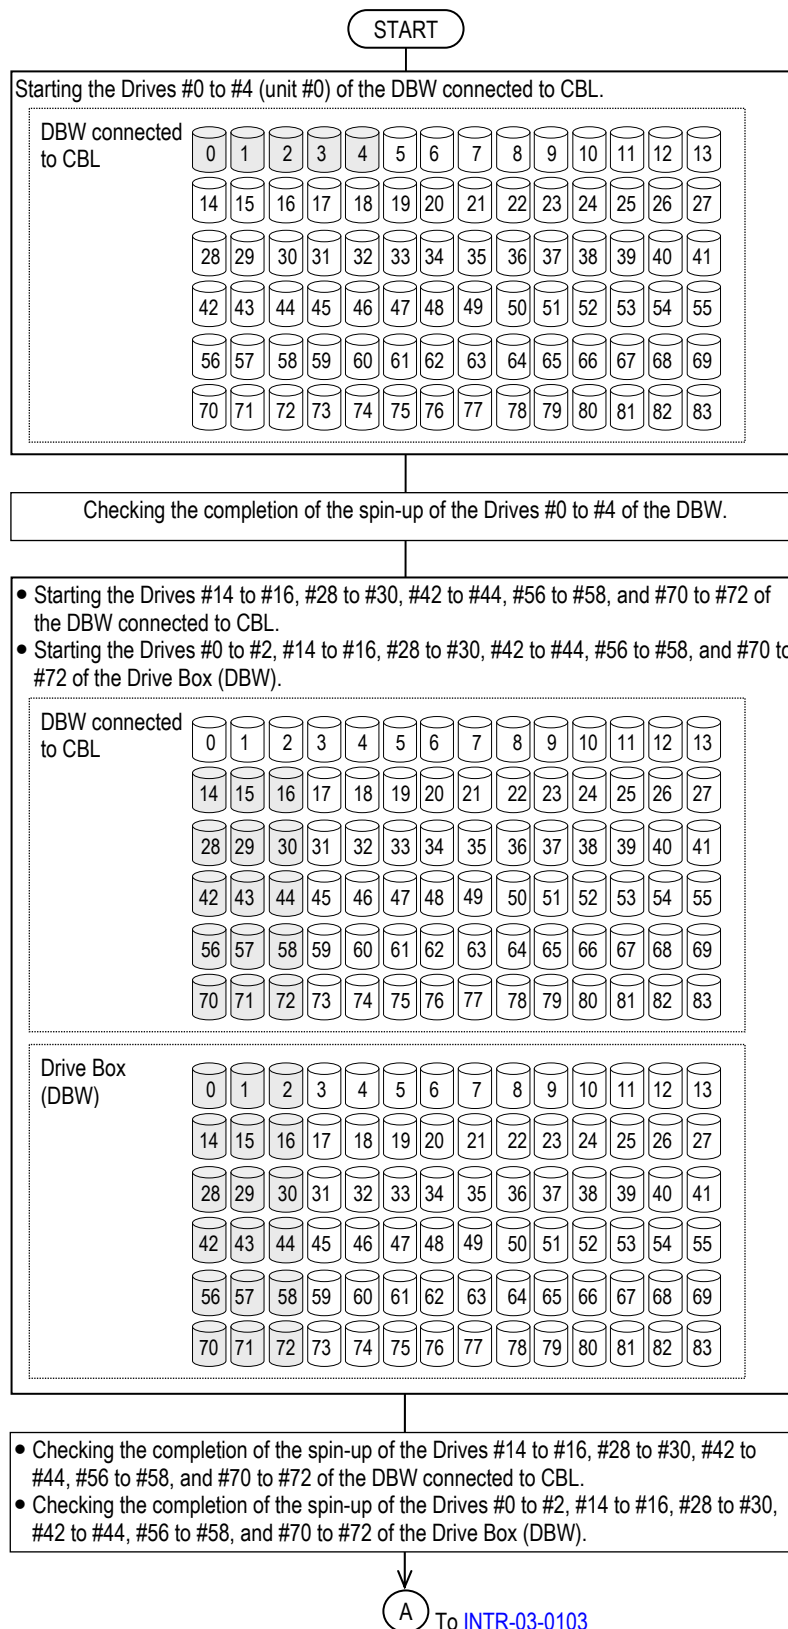 START
Starting the Drives #0 to #4 (unit #0) of the DBW connected to CBL.
DBW connected
to CBL
0 1 2 3 4 5 6 7 8 9 10 11 12 13
14 15 16 17 18 19 20 21 22 23 24 25 26 27
28 29 30 31 32 33 34 35 36 37 38 39 40 41
42 43 44 45 46 47 48 49 50 51 52 53 54 55
56 57 58 59 60 61 62 63 64 65 66 67 68 69
70 71 72 73 74 75 76 77 78 79 80 81 82 83
Checking the completion of the spin-up of the Drives #0 to #4 of the DBW.
• Starting the Drives #14 to #16, #28 to #30, #42 to #44, #56 to #58, and #70 to #72 of
the DBW connected to CBL.
• Starting the Drives #0 to #2, #14 to #16, #28 to #30, #42 to #44, #56 to #58, and #70 to
#72 of the Drive Box (DBW).
DBW connected
to CBL
0 1 2 3 4 5 6 7 8 9 10 11 12 13
14 15 16 17 18 19 20 21 22 23 24 25 26 27
28 29 30 31 32 33 34 35 36 37 38 39 40 41
42 43 44 45 46 47 48 49 50 51 52 53 54 55
56 57 58 59 60 61 62 63 64 65 66 67 68 69
70 71 72 73 74 75 76 77 78 79 80 81 82 83
Drive Box
(DBW)
0 1 2 3 4 5 6 7 8 9 10 11 12 13
14 15 16 17 18 19 20 21 22 23 24 25 26 27
28 29 30 31 32 33 34 35 36 37 38 39 40 41
42 43 44 45 46 47 48 49 50 51 52 53 54 55
56 57 58 59 60 61 62 63 64 65 66 67 68 69
70 71 72 73 74 75 76 77 78 79 80 81 82 83
• Checking the completion of the spin-up of the Drives #14 to #16, #28 to #30, #42 to
#44, #56 to #58, and #70 to #72 of the DBW connected to CBL.
• Checking the completion of the spin-up of the Drives #0 to #2, #14 to #16, #28 to #30,
#42 to #44, #56 to #58, and #70 to #72 of the Drive Box (DBW).
A To INTR-03-0103